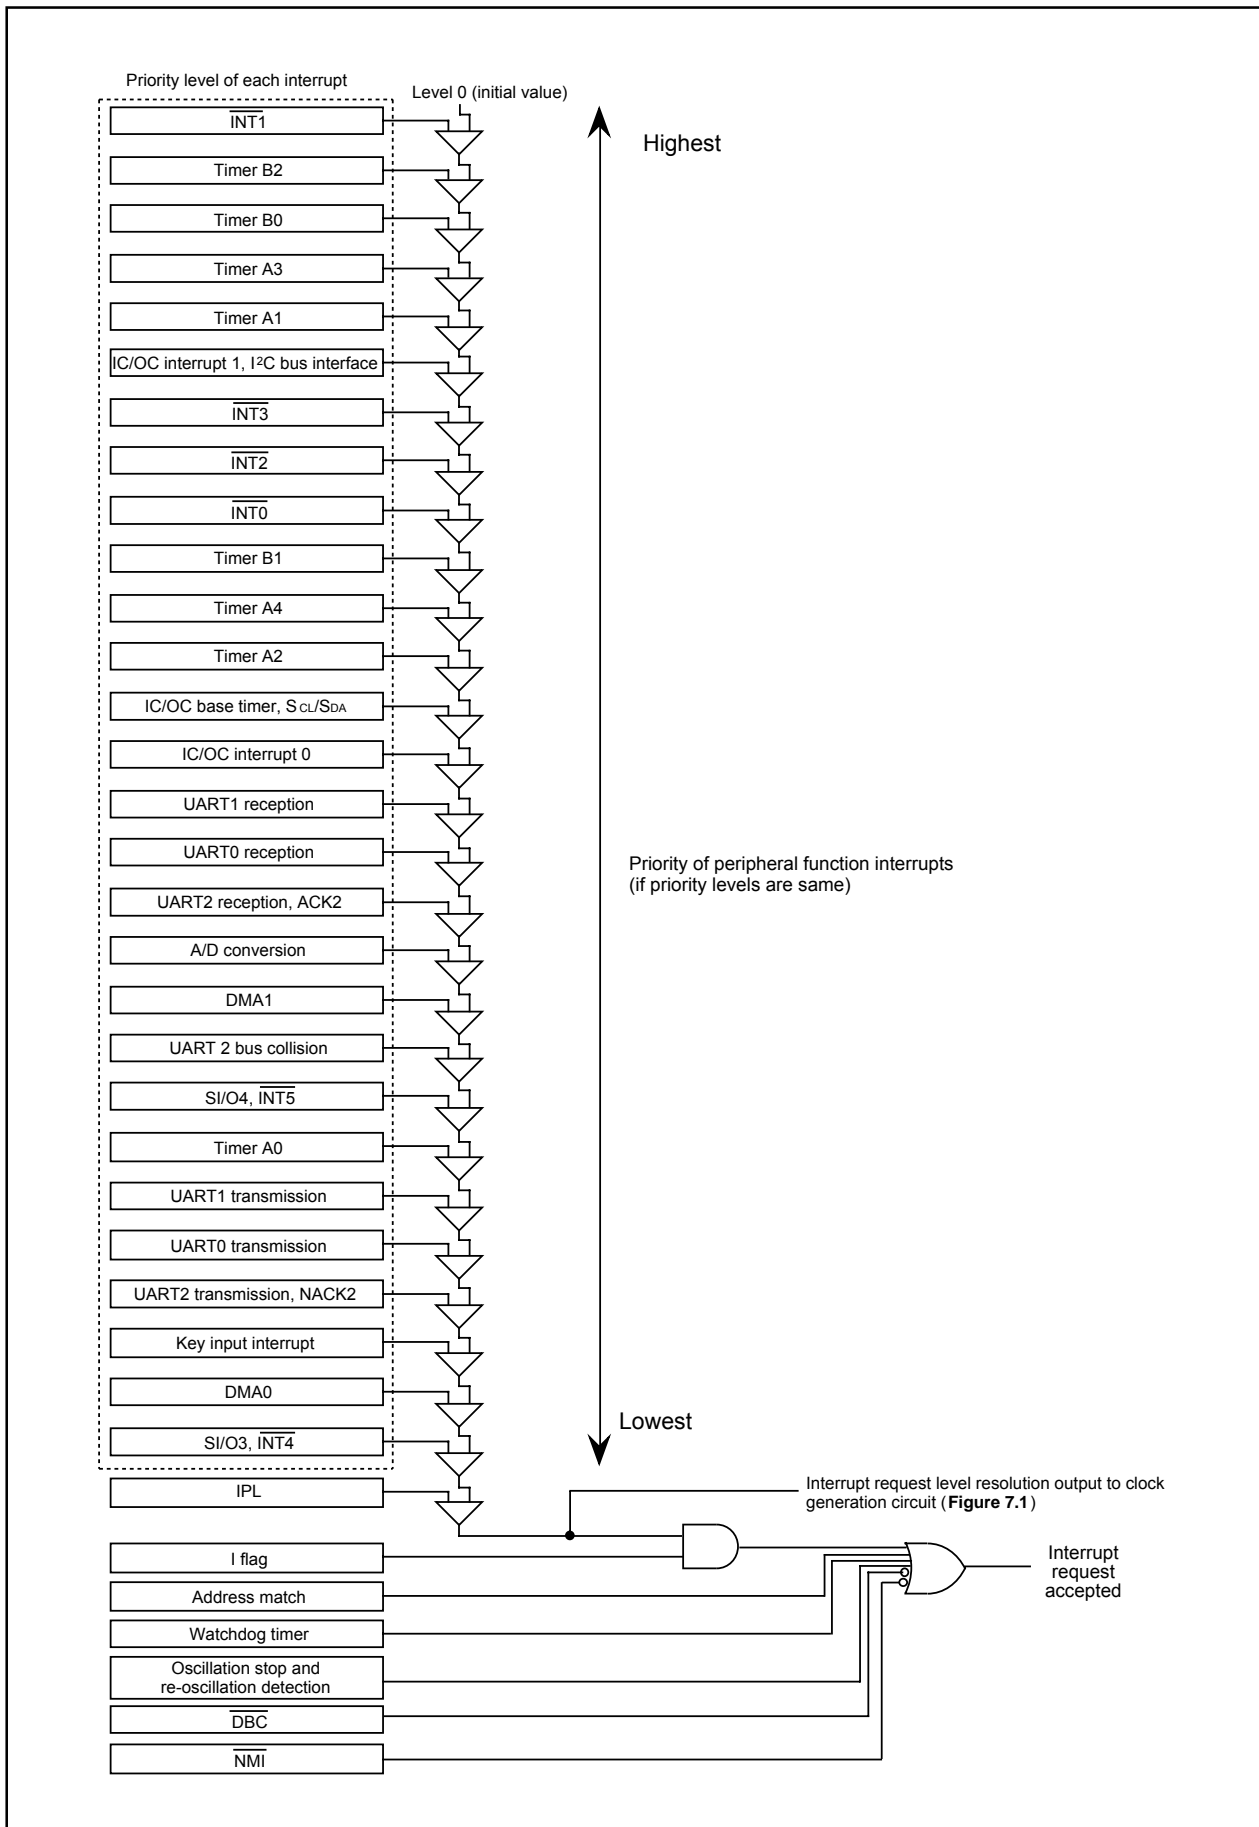 Priority level of each interrupt
Level 0 (initial value)
INT1
Highest
Timer B2
Timer B0
Timer A3
Timer A1
IC/OC interrupt 1, I²C bus interface
INT3
INT2
INT0
Timer B1
Timer A4
Timer A2
IC/OC base timer, SCL/SDA
IC/OC interrupt 0
UART1 reception
UART0 reception
Priority of peripheral function interrupts
(if priority levels are same)
UART2 reception, ACK2
A/D conversion
DMA1
UART 2 bus collision
SI/O4, INT5
Timer A0
UART1 transmission
UART0 transmission
UART2 transmission, NACK2
Key input interrupt
DMA0
Lowest
SI/O3, INT4
IPL
Interrupt request level resolution output to clock
generation circuit (Figure 7.1)
I flag
Interrupt
request
accepted
Address match
Watchdog timer
Oscillation stop and
re-oscillation detection
DBC
NMI